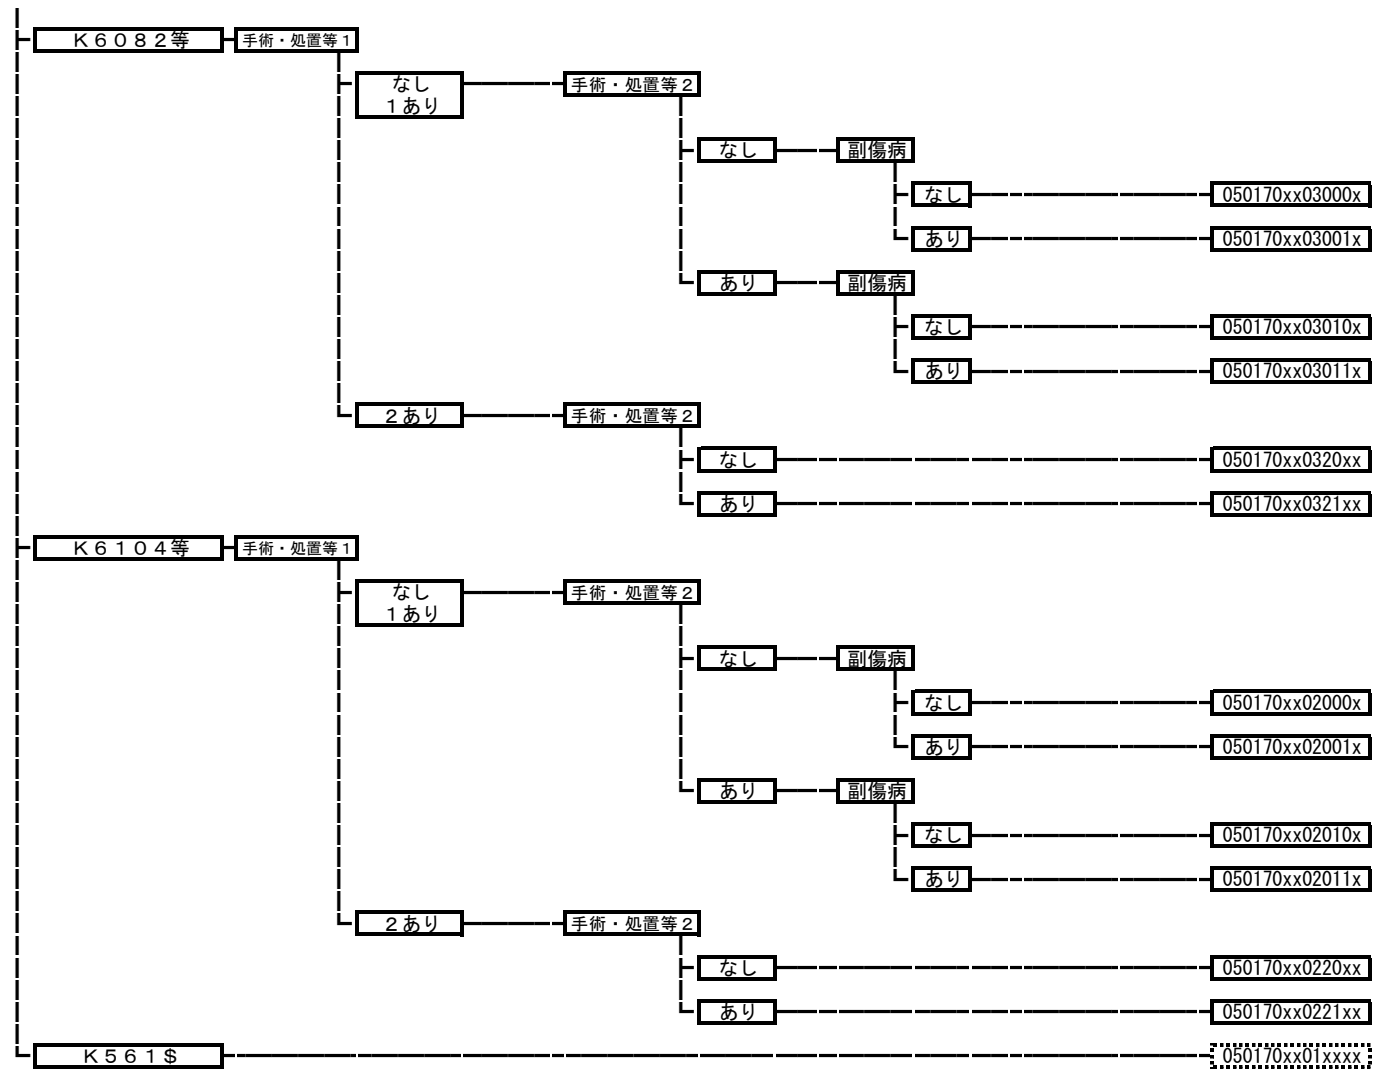 Ｋ６０８２等 手術・処置等１
なし
１あり
手術・処置等２
なし 副傷病
なし 050170xx03000x
あり 050170xx03001x
あり 副傷病
なし 050170xx03010x
あり 050170xx03011x
２あり 手術・処置等２
なし 050170xx0320xx
あり 050170xx0321xx
Ｋ６１０４等 手術・処置等１
なし
１あり
手術・処置等２
なし 副傷病
なし 050170xx02000x
あり 050170xx02001x
あり 副傷病
なし 050170xx02010x
あり 050170xx02011x
２あり 手術・処置等２
なし 050170xx0220xx
あり 050170xx0221xx
Ｋ５６１＄ 050170xx01xxxx